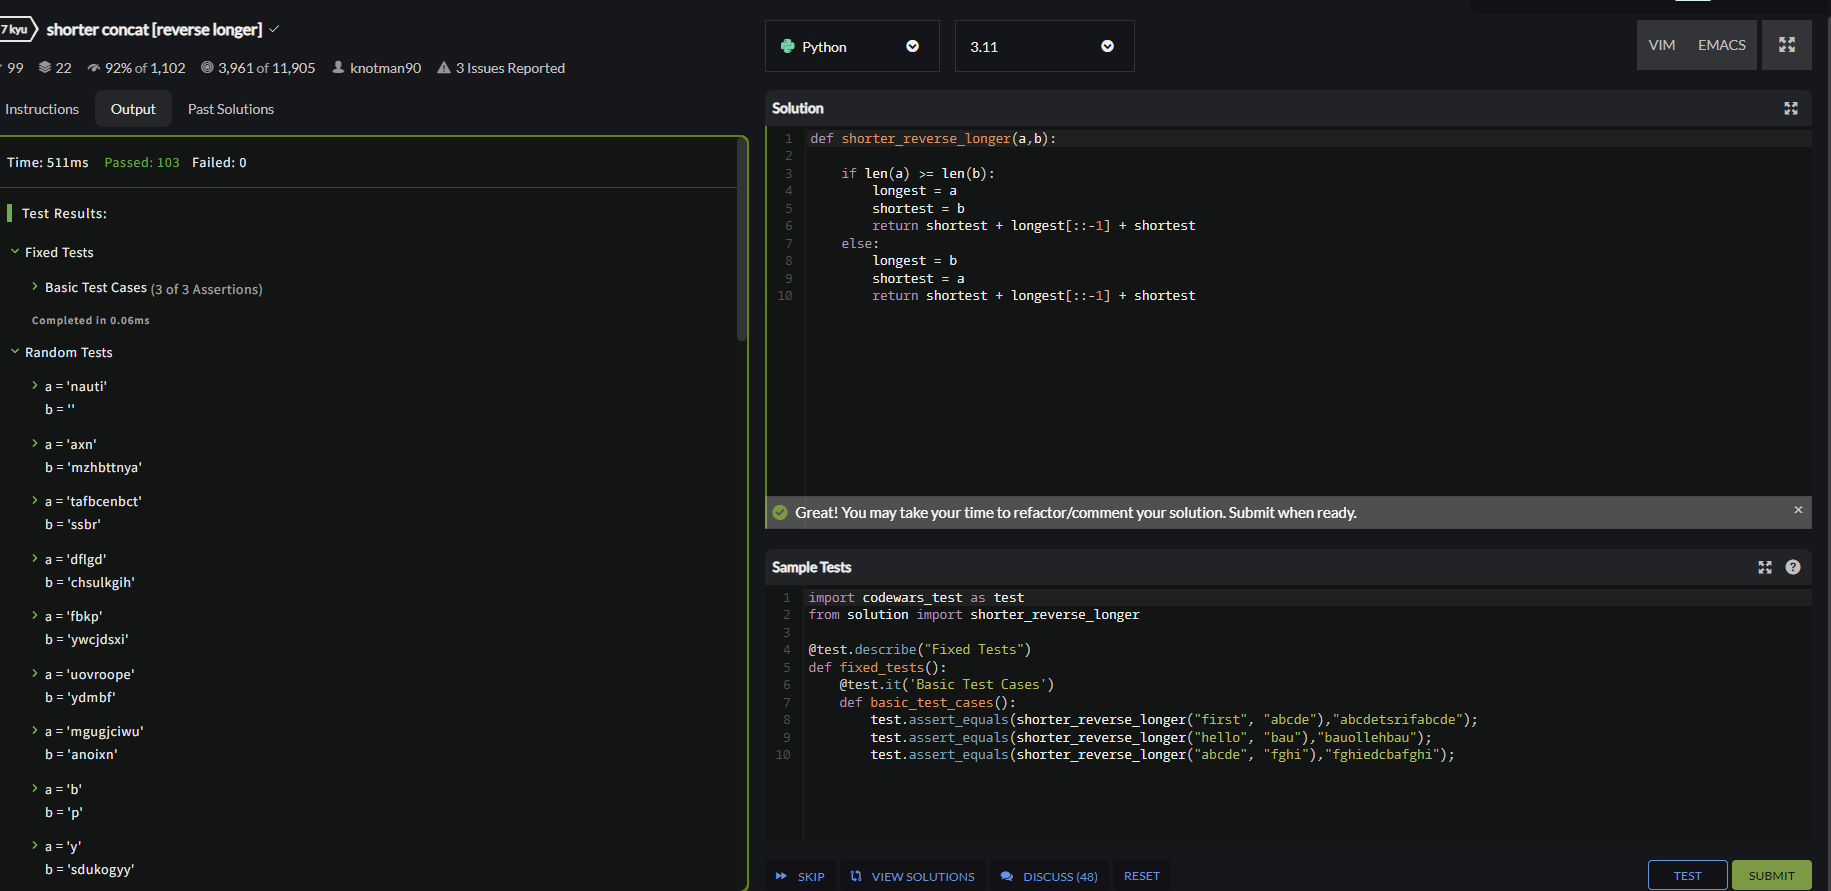 7 kyu shorter concat [reverse longer]
99 22 92% of 1,102 3,961 of 11,905 knotman90 3 Issues Reported
Instructions Output Past Solutions
Time: 511ms Passed: 103 Failed: 0
Test Results:
Fixed Tests
Basic Test Cases (3 of 3 Assertions)
Completed in 0.06ms
Random Tests
a = 'nauti'
b = ''
a = 'axn'
b = 'mzhbttnya'
a = 'tafbcenbct'
b = 'ssbr'
a = 'dflgd'
b = 'chsulkgih'
a = 'fbkp'
b = 'ywcjdsxi'
a = 'uovroope'
b = 'ydmbf'
a = 'mgugjciwu'
b = 'anoixn'
a = 'b'
b = 'p'
a = 'y'
b = 'sdukogyy'
Python 3.11 VIM EMACS
Solution
1 def shorter_reverse_longer(a,b):
2
3 if len(a) >= len(b):
4 longest = a
5 shortest = b
6 return shortest + longest[::-1] + shortest
7 else:
8 longest = b
9 shortest = a
10 return shortest + longest[::-1] + shortest
Great! You may take your time to refactor/comment your solution. Submit when ready. ×
Sample Tests ?
1 import codewars_test as test
2 from solution import shorter_reverse_longer
3
4 @test.describe("Fixed Tests")
5 def fixed_tests():
6 @test.it('Basic Test Cases')
7 def basic_test_cases():
8 test.assert_equals(shorter_reverse_longer("first", "abcde"),"abcdetsrifabcde");
9 test.assert_equals(shorter_reverse_longer("hello", "bau"),"bauollehbau");
10 test.assert_equals(shorter_reverse_longer("abcde", "fghi"),"fghiedcbafghi");
SKIP VIEW SOLUTIONS DISCUSS (48) RESET TEST SUBMIT